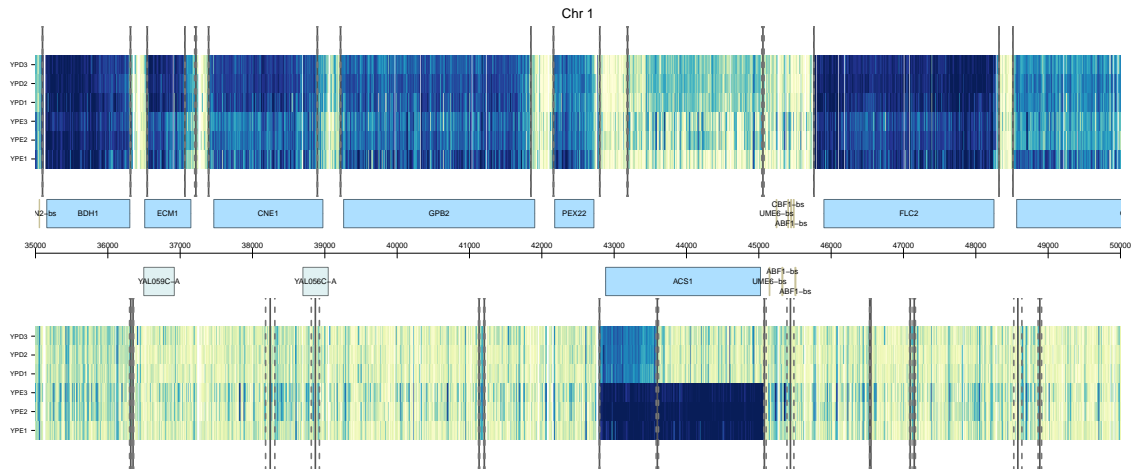 Chr 1
YPD3
YPD2
YPD1
YPE3
YPE2
YPE1
N2−bs
BDH1
ECM1
CNE1
GPB2
PEX22
CBF1−bs
UME6−bs
ABF1−bs
FLC2
35000
36000
37000
38000
39000
40000
41000
42000
43000
44000
45000
46000
47000
48000
49000
50000
YAL059C−A
YAL056C−A
ACS1
ABF1−bs
UME6−bs
ABF1−bs
YPD3
YPD2
YPD1
YPE3
YPE2
YPE1